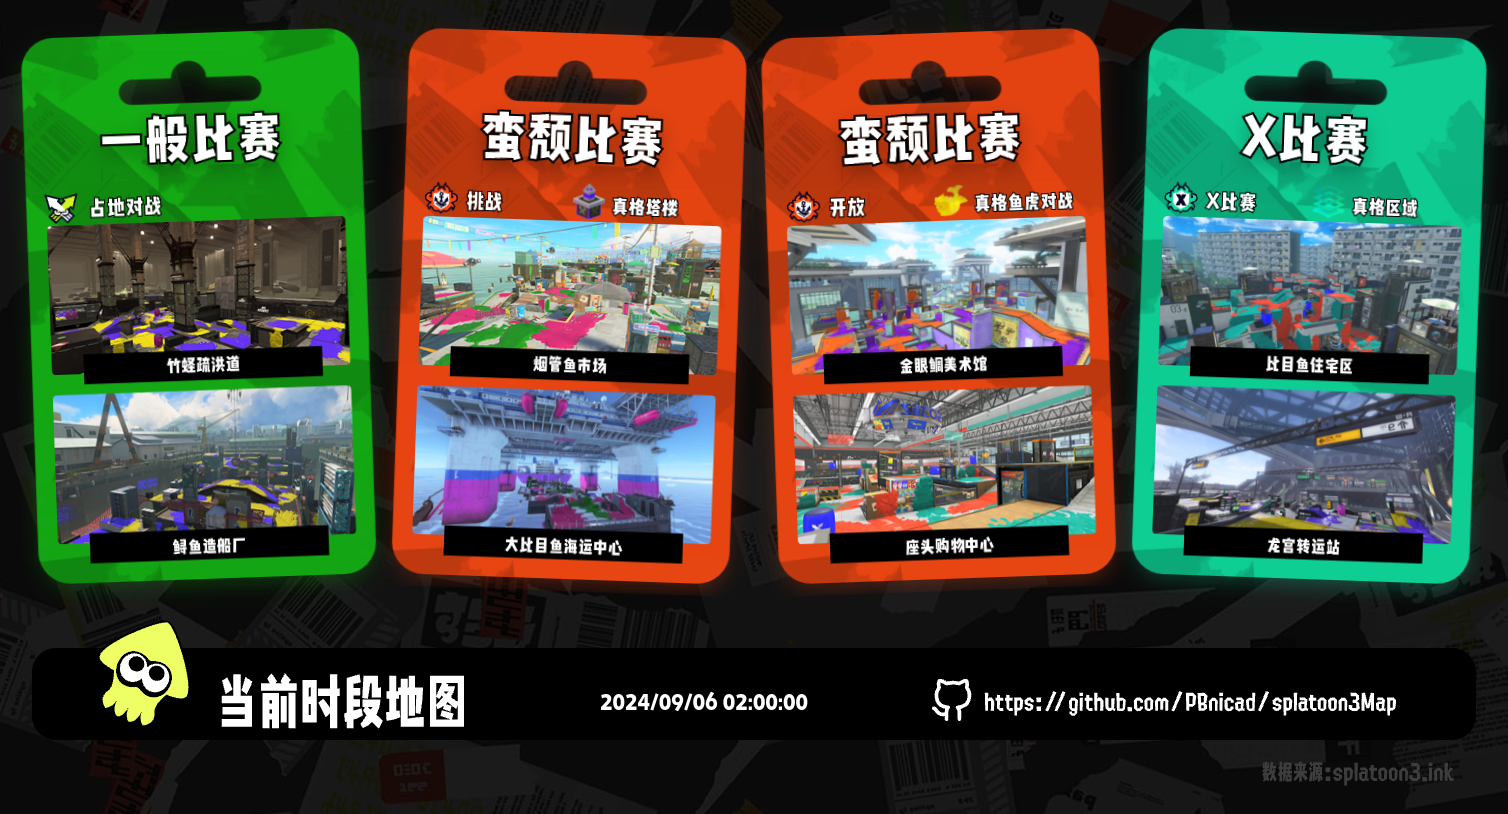 一般比赛
占地对战
竹蛏疏洪道
鲟鱼造船厂
蛮颓比赛
挑战
真格塔楼
烟管鱼市场
大比目鱼海运中心
蛮颓比赛
开放
真格鱼虎对战
金眼鲷美术馆
座头购物中心
X比赛
X比赛
真格区域
比目鱼住宅区
龙宫转运站
当前时段地图
2024/09/06 02:00:00
https://github.com/PBnicad/splatoon3Map
数据来源:splatoon3.ink